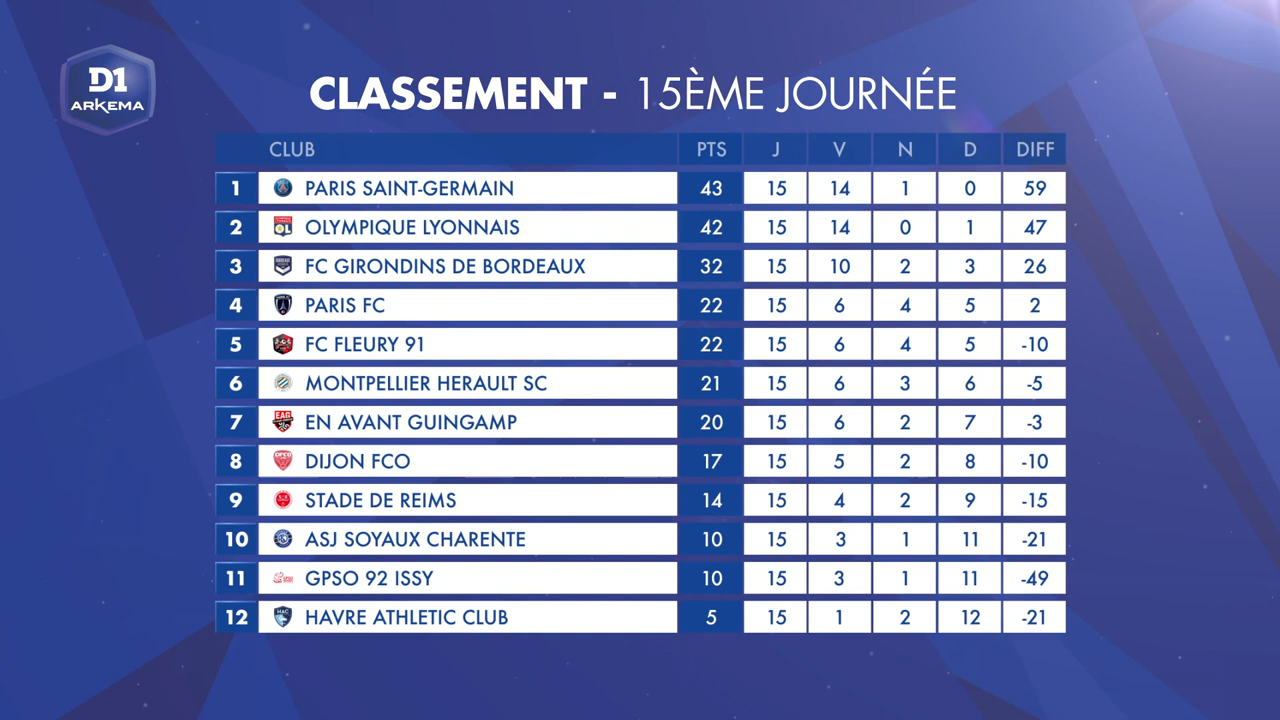 D1
ARKEMA
CLASSEMENT - 15ÈME JOURNÉE
CLUB PTS J V N D DIFF
1 PARIS SAINT-GERMAIN 43 15 14 1 0 59
2 OLYMPIQUE LYONNAIS 42 15 14 0 1 47
3 FC GIRONDINS DE BORDEAUX 32 15 10 2 3 26
4 PARIS FC 22 15 6 4 5 2
5 FC FLEURY 91 22 15 6 4 5 -10
6 MONTPELLIER HERAULT SC 21 15 6 3 6 -5
7 EN AVANT GUINGAMP 20 15 6 2 7 -3
8 DIJON FCO 17 15 5 2 8 -10
9 STADE DE REIMS 14 15 4 2 9 -15
10 ASJ SOYAUX CHARENTE 10 15 3 1 11 -21
11 GPSO 92 ISSY 10 15 3 1 11 -49
12 HAVRE ATHLETIC CLUB 5 15 1 2 12 -21